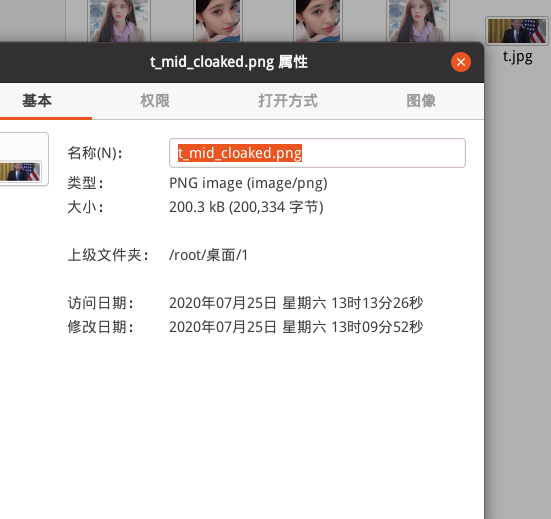 t.jpg
t_mid_cloaked.png 属性
基本 权限 打开方式 图像
名称(N): t_mid_cloaked.png
类型: PNG image (image/png)
大小: 200.3 kB (200,334 字节)
上级文件夹: /root/桌面/1
访问日期: 2020年07月25日 星期六 13时13分26秒
修改日期: 2020年07月25日 星期六 13时09分52秒